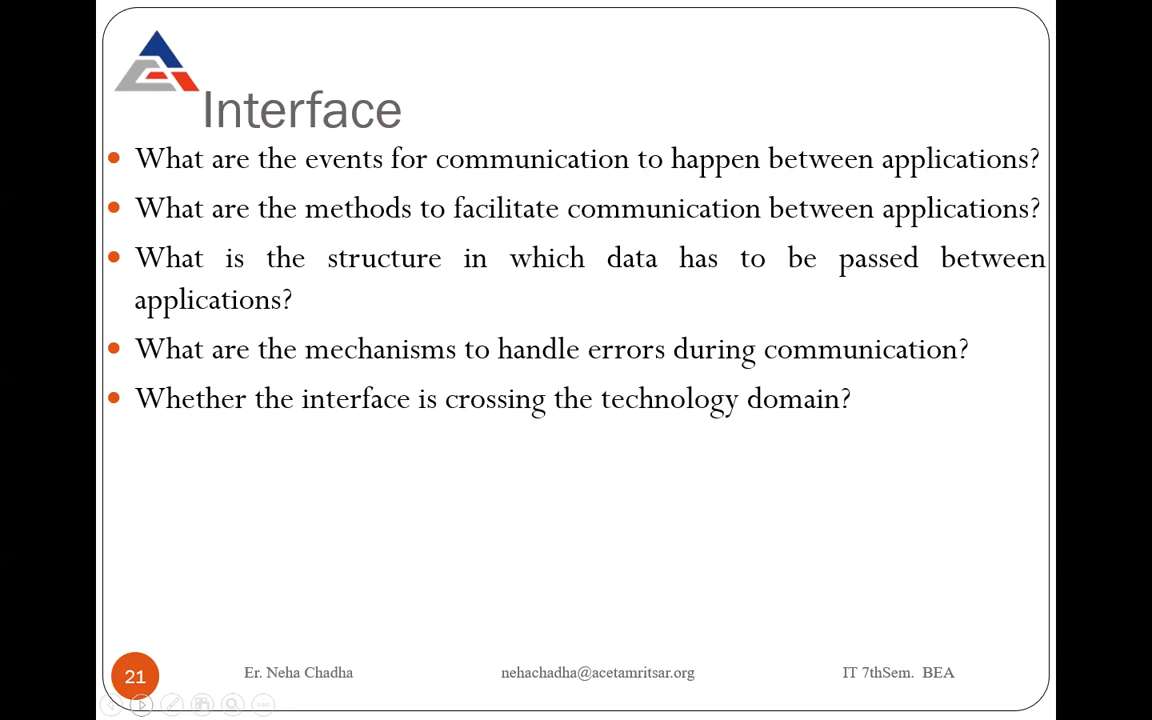 Interface
What are the events for communication to happen between applications?
What are the methods to facilitate communication between applications?
What is the structure in which data has to be passed between
applications?
What are the mechanisms to handle errors during communication?
Whether the interface is crossing the technology domain?
21 Er. Neha Chadha nehachadha@acetamritsar.org IT 7thSem. BEA